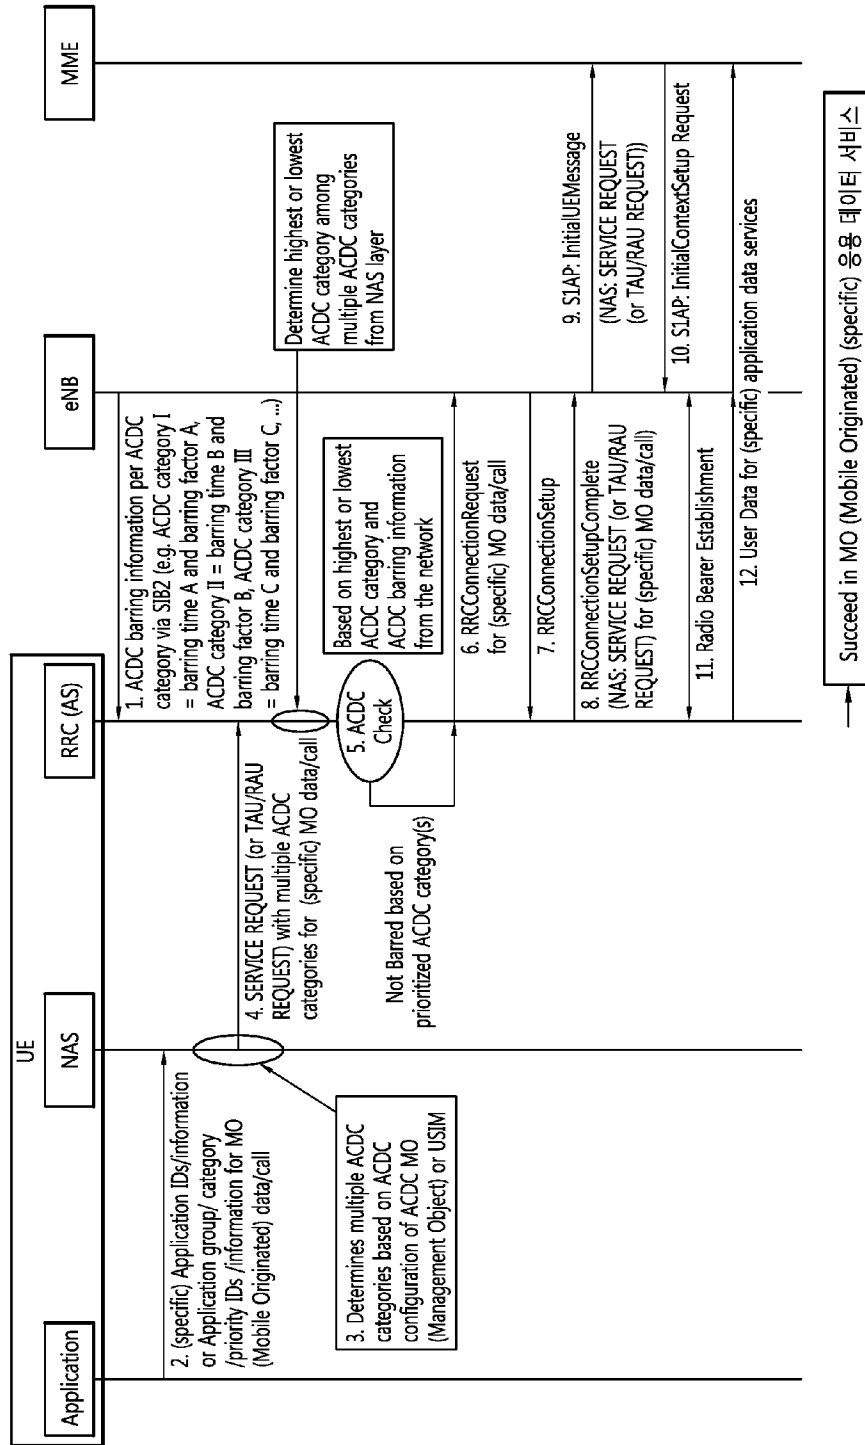 UE
Application
NAS
RRC (AS)
eNB
MME
1. ACDC barring information per ACDC
category via SIB2 (e.g. ACDC category I
= barring time A and barring factor A,
ACDC category II = barring time B and
barring factor B, ACDC category III
= barring time C and barring factor C, ...)
2. (specific) Application IDs/information
or Application group/ category
/priority IDs /information for MO
(Mobile Originated) data/call
3. Determines multiple ACDC
categories based on ACDC
configuration of ACDC MO
(Management Object) or USIM
4. SERVICE REQUEST (or TAU/RAU
REQUEST) with multiple ACDC
categories for (specific) MO data/call
Determine highest or lowest
ACDC category among
multiple ACDC categories
from NAS layer
5. ACDC
Check
Based on highest or lowest
ACDC category and
ACDC barring information
from the network
Not Barred based on
prioritized ACDC category(s)
6. RRCConnectionRequest
for (specific) MO data/call
7. RRCConnectionSetup
8. RRCConnectionSetupComplete
(NAS: SERVICE REQUEST (or TAU/RAU
REQUEST) for (specific) MO data/call)
9. S1AP: InitialUEMessage
(NAS: SERVICE REQUEST
(or TAU/RAU REQUEST))
10. S1AP: InitialContextSetup Request
11. Radio Bearer Establishment
12. User Data for (specific) application data services
Succeed in MO (Mobile Originated) (specific) 응용 데이터 서비스